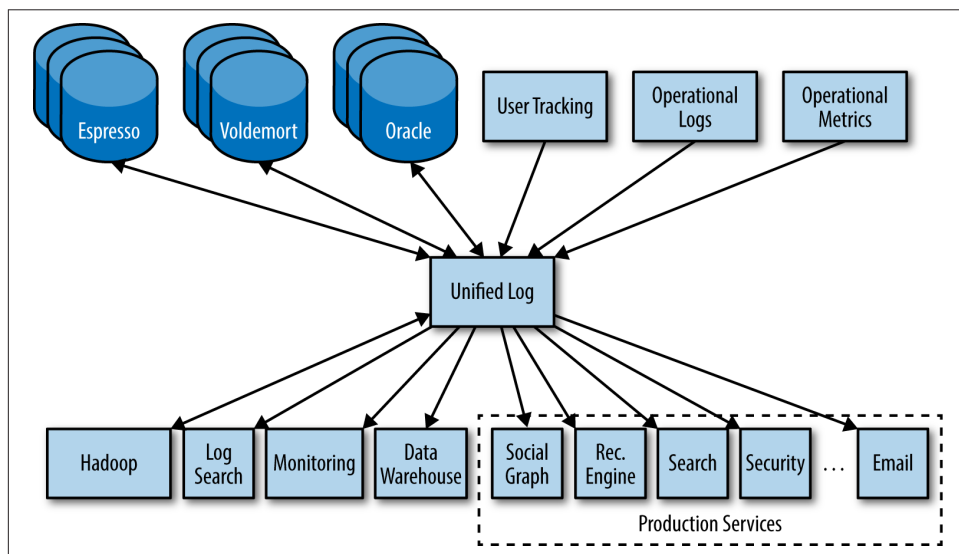 Espresso
Voldemort
Oracle
User Tracking
Operational
Logs
Operational
Metrics
Unified Log
Hadoop
Log
Search
Monitoring
Data
Warehouse
Social
Graph
Rec.
Engine
Search
Security
...
Email
Production Services